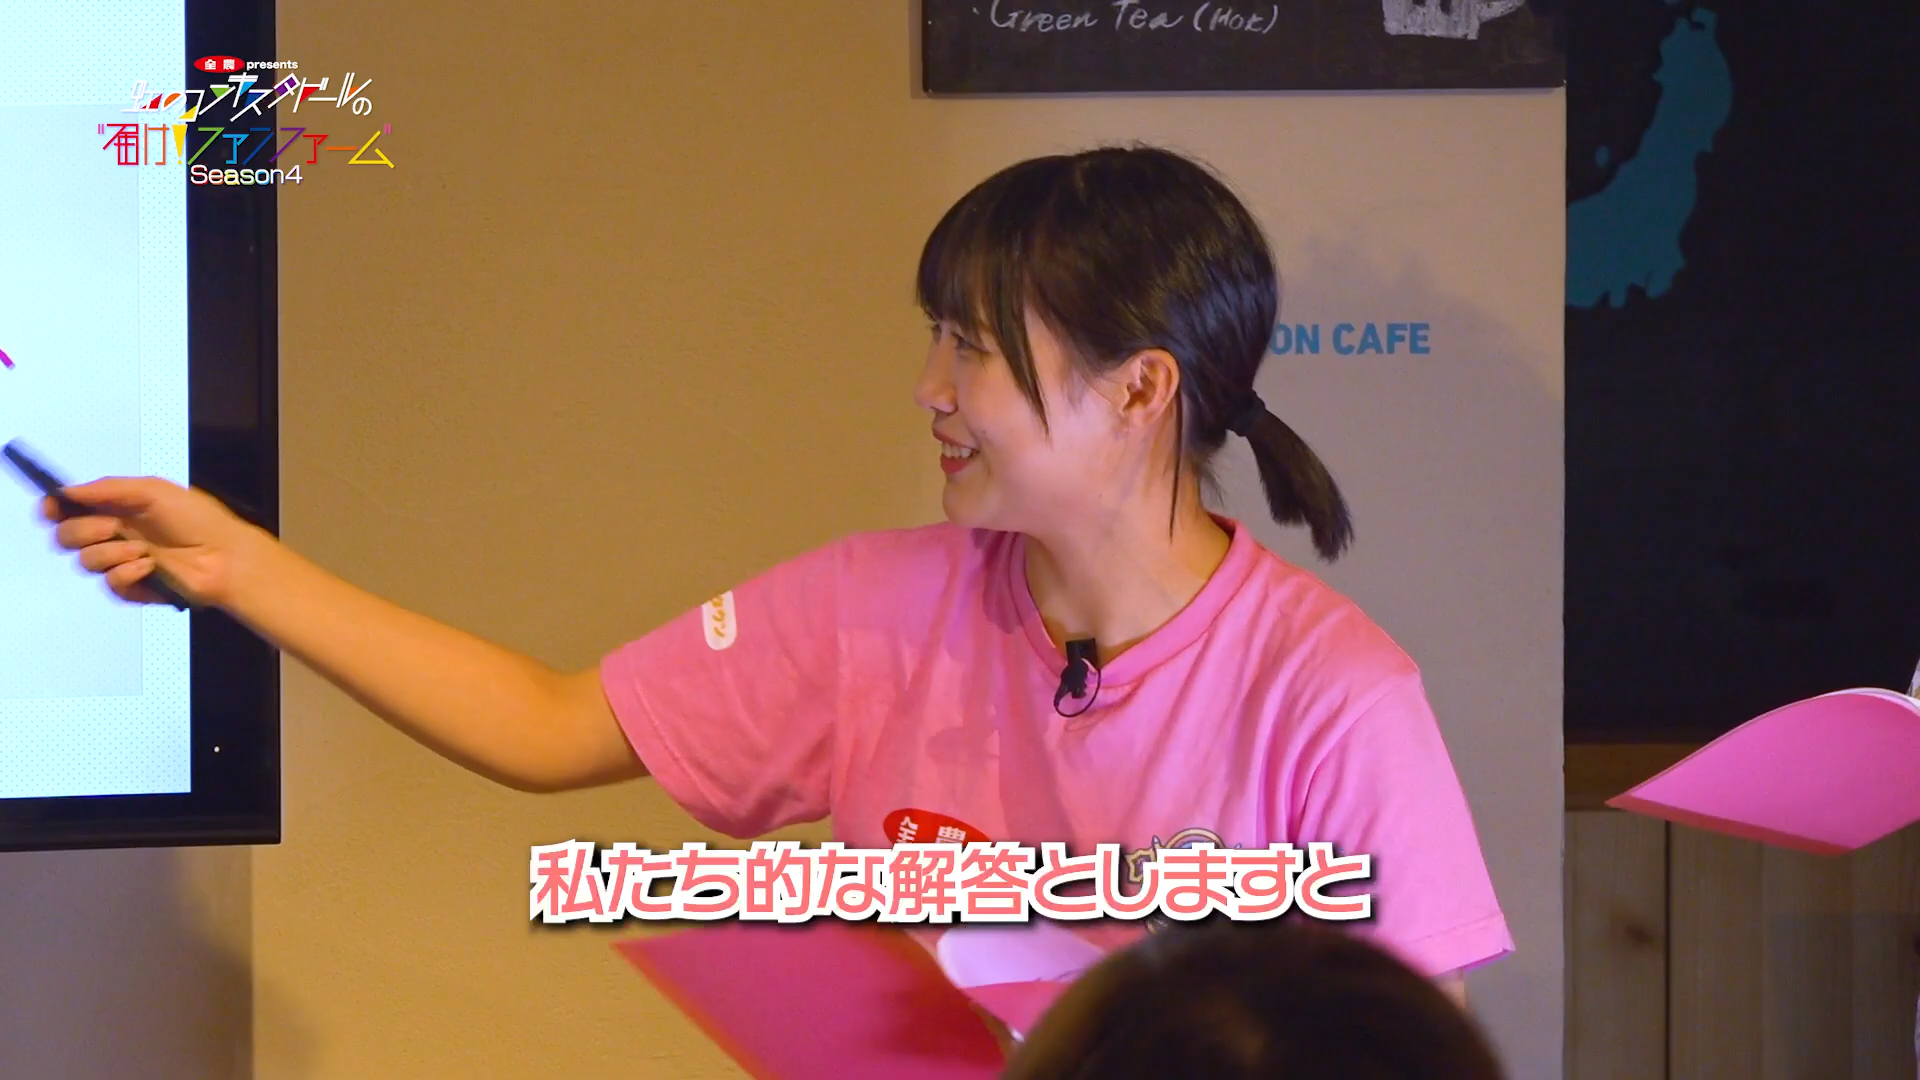 Green Tea (Hot)
全農 presents
虹のコンキスタドールの
"届け!ファンファーム"
Season4
ON CAFE
全農
私たち的な解答としますと